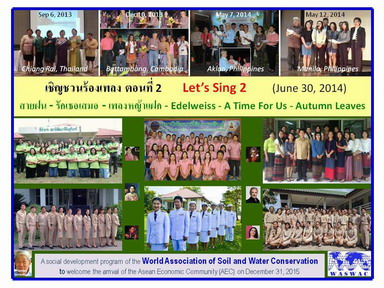 Sep 6, 2013
Dec 10, 2013
May 7, 2014
May 12, 2014
Chiang Rai, Thailand
Battambang, Cambodia
Aklan, Philippines
Manila, Philippines
เชิญชวนร้องเพลง ตอนที่ 2 Let's Sing 2 (June 30, 2014)
สายฝน - รักเธอเสมอ - เพลงหญ้าแฝก - Edelweiss - A Time For Us - Autumn Leaves
A social development program of the World Association of Soil and Water Conservation
to welcome the arrival of the Asean Economic Community (AEC) on December 31, 2015
WASWAC